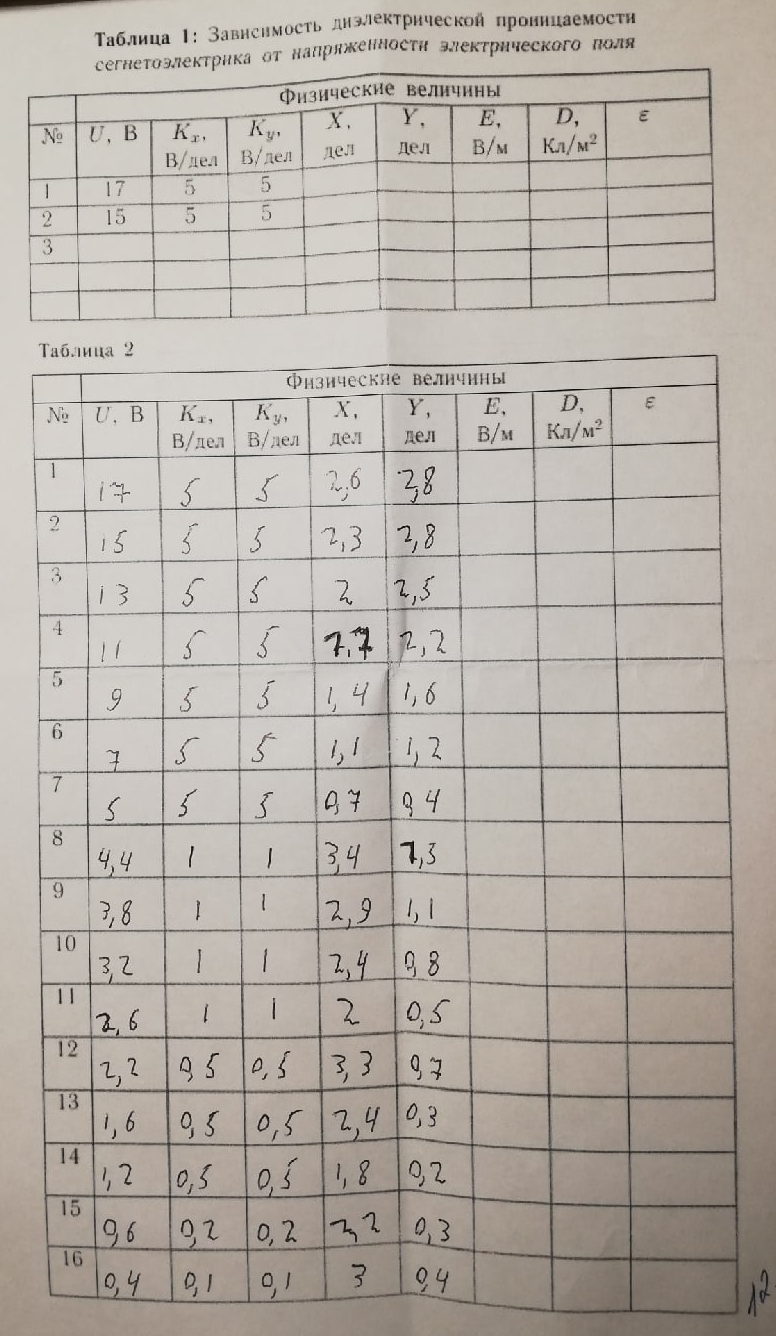 Таблица 1: Зависимость диэлектрической проницаемости
сегнетоэлектрика от напряженности электрического поля
Физические величины
№ U, В Kx, В/дел Ky, В/дел X, дел Y, дел E, В/м D, Кл/м² ε
1 17 5 5
2 15 5 5
3
Таблица 2
Физические величины
№ U, В Kx, В/дел Ky, В/дел X, дел Y, дел E, В/м D, Кл/м² ε
1 17 5 5 2,6 2,8
2 15 5 5 2,3 2,8
3 13 5 5 2 2,5
4 11 5 5 1,7 2,2
5 9 5 5 1,4 1,6
6 7 5 5 1,1 1,2
7 5 5 5 0,7 0,4
8 4,4 1 1 3,4 1,3
9 3,8 1 1 2,9 1,1
10 3,2 1 1 2,4 0,8
11 2,6 1 1 2 0,5
12 2,2 0,5 0,5 3,3 0,7
13 1,6 0,5 0,5 2,4 0,3
14 1,2 0,5 0,5 1,8 0,2
15 0,6 0,2 0,2 2,2 0,3
16 0,4 0,1 0,1 3 0,4
12